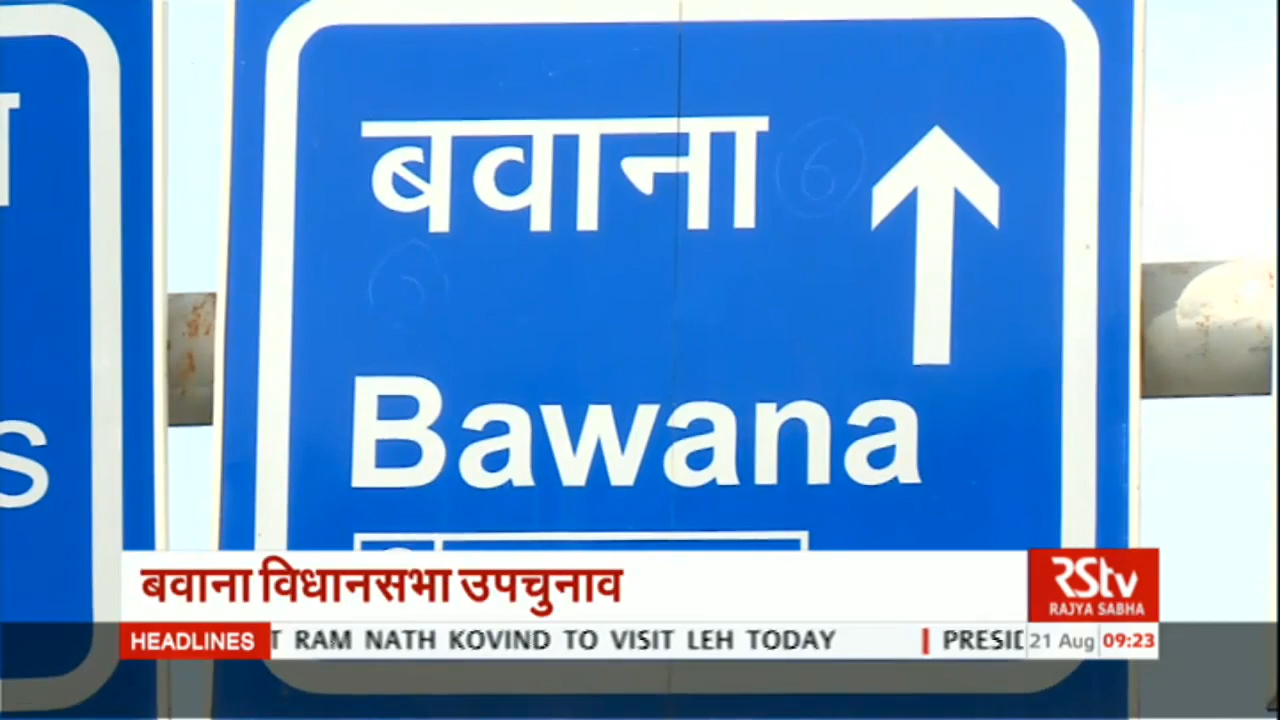 बवाना
Bawana
s
बवाना विधानसभा उपचुनाव
RStv
RAJYA SABHA
HEADLINES T RAM NATH KOVIND TO VISIT LEH TODAY | PRESID 21 Aug 09:23